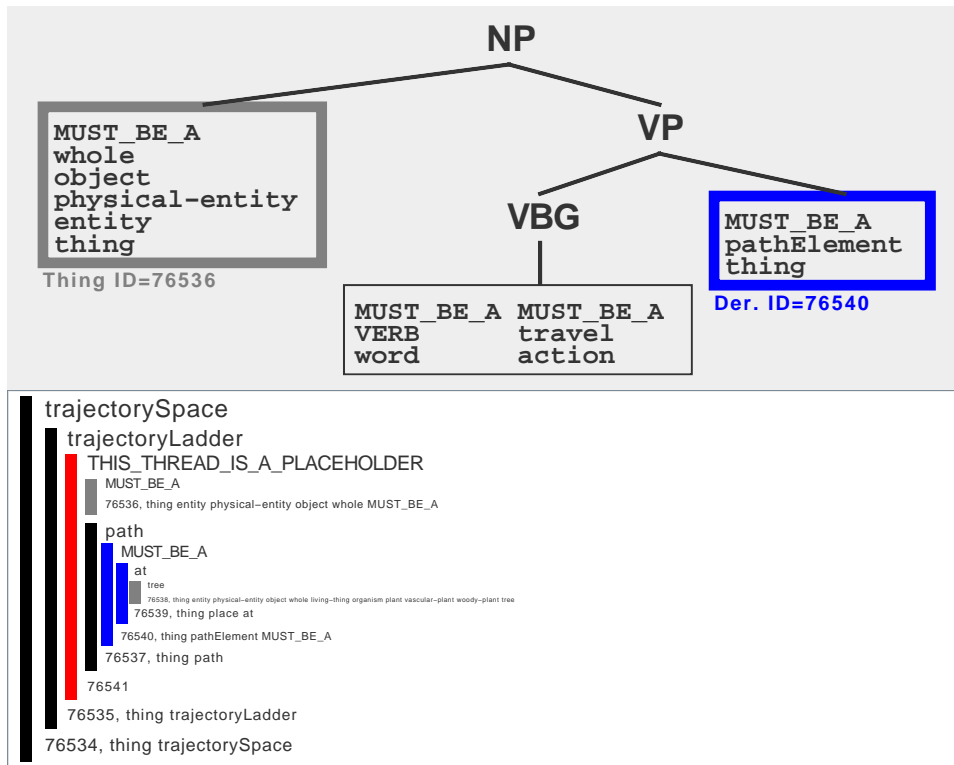 NP
VP
MUST_BE_A
whole
object
physical-entity
entity
thing
Thing ID=76536
VBG
MUST_BE_A
pathElement
thing
Der. ID=76540
MUST_BE_A MUST_BE_A
VERB travel
word action
trajectorySpace
trajectoryLadder
THIS_THREAD_IS_A_PLACEHOLDER
MUST_BE_A
76536, thing entity physical-entity object whole MUST_BE_A
path
MUST_BE_A
at
tree
76538, thing entity physical-entity object whole living-thing organism plant vascular-plant woody-plant tree
76539, thing place at
76540, thing pathElement MUST_BE_A
76537, thing path
76541
76535, thing trajectoryLadder
76534, thing trajectorySpace